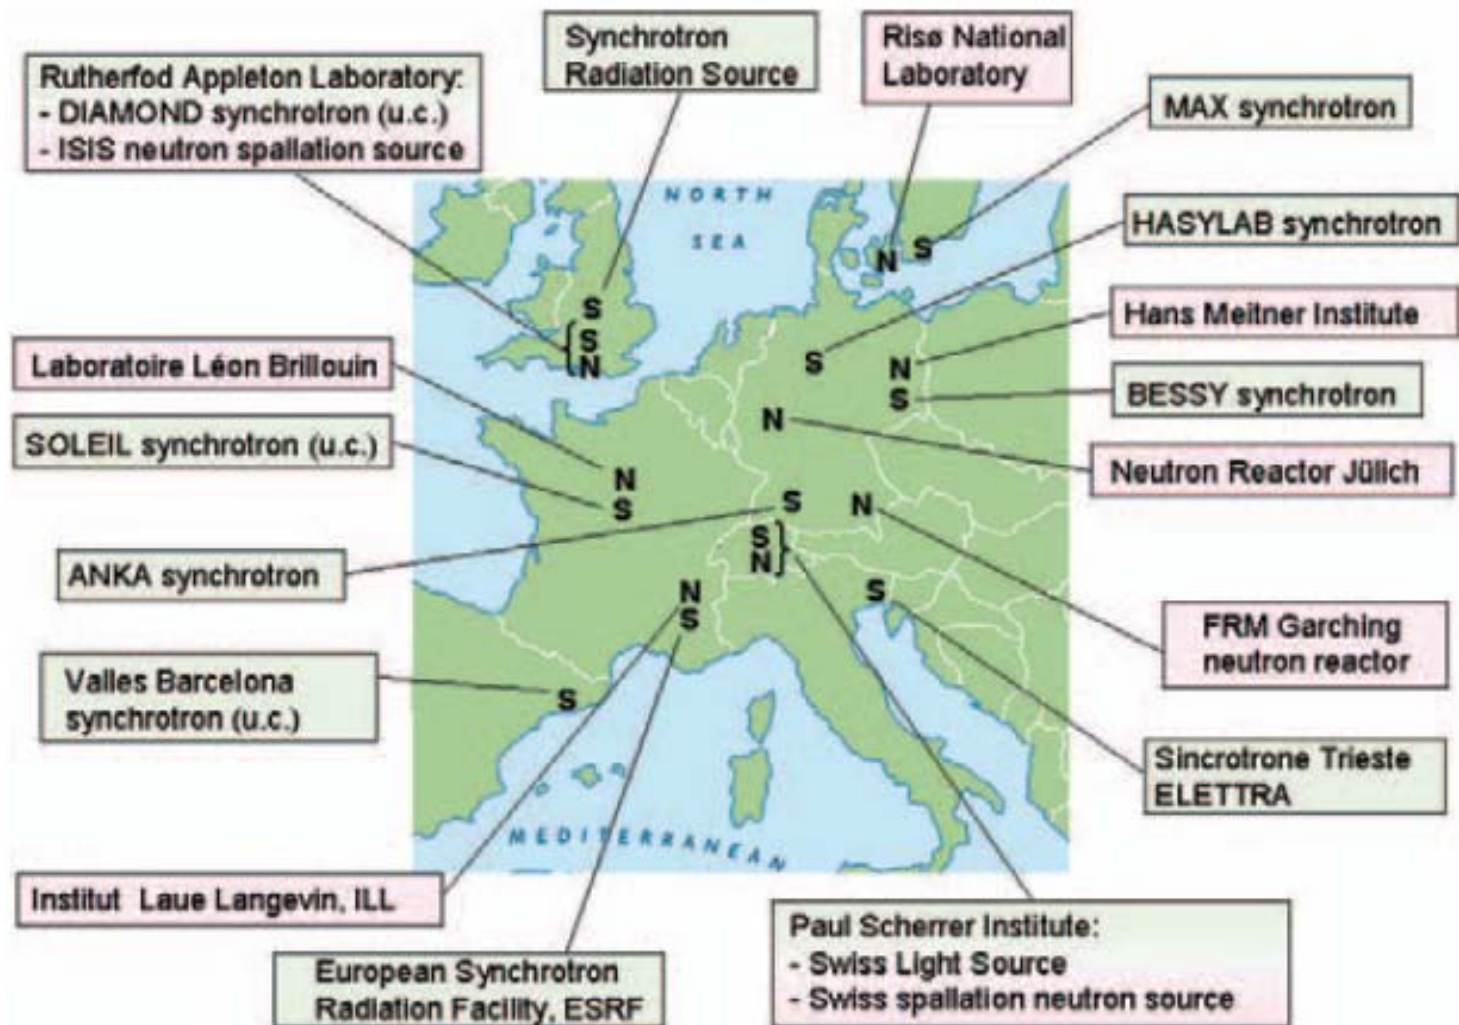 Synchrotron
Radiation Source
Risø National
Laboratory
Rutherfod Appleton Laboratory:
- DIAMOND synchrotron (u.c.)
- ISIS neutron spallation source
MAX synchrotron
NORTH
SEA
HASYLAB synchrotron
S
N
S
S
N
Hans Meitner Institute
Laboratoire Léon Brillouin
S
N
S
BESSY synchrotron
N
SOLEIL synchrotron (u.c.)
Neutron Reactor Jülich
N
S
S
N
S
N
ANKA synchrotron
N
S
S
FRM Garching
neutron reactor
Valles Barcelona
synchrotron (u.c.)
S
Sincrotrone Trieste
ELETTRA
MEDITERRANEAN
Institut Laue Langevin, ILL
Paul Scherrer Institute:
- Swiss Light Source
- Swiss spallation neutron source
European Synchrotron
Radiation Facility, ESRF